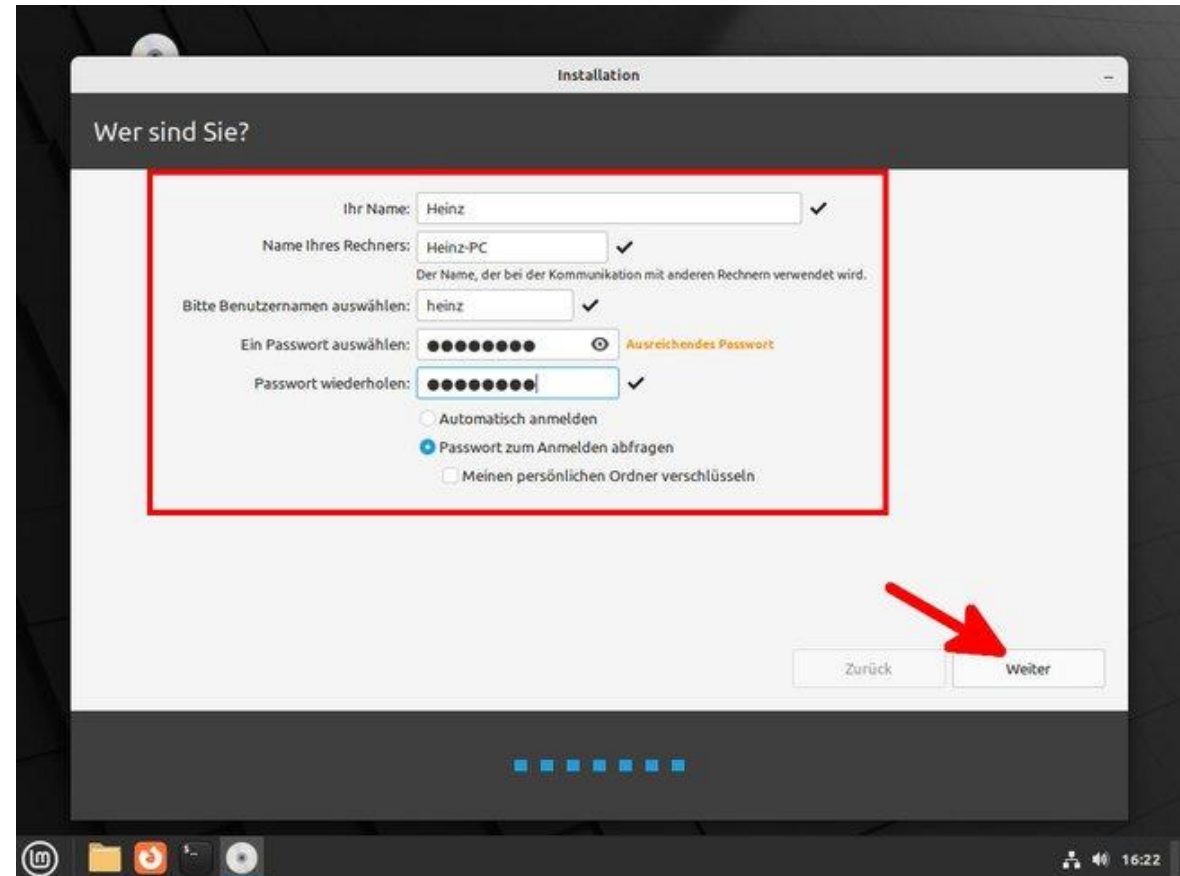 Installation
Wer sind Sie?
Ihr Name: Heinz
Name Ihres Rechners: Heinz-PC
Der Name, der bei der Kommunikation mit anderen Rechnern verwendet wird.
Bitte Benutzernamen auswählen: heinz
Ein Passwort auswählen: ●●●●●●●● Ausreichendes Passwort
Passwort wiederholen: ●●●●●●●●
Automatisch anmelden
Passwort zum Anmelden abfragen
Meinen persönlichen Ordner verschlüsseln
Zurück Weiter
16:22